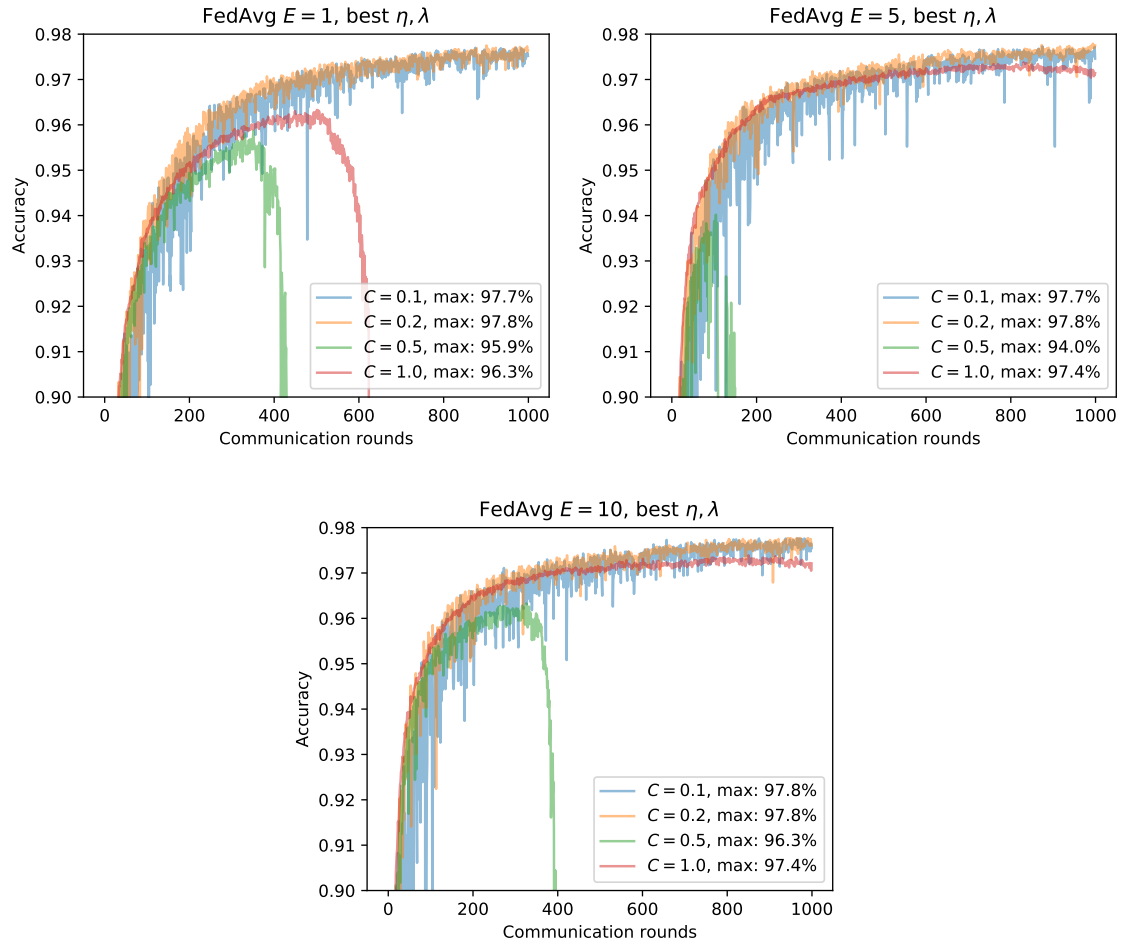 FedAvg E = 1, best η, λ
0.98
0.97
0.96
0.95
0.94
0.93
0.92
0.91
0.90
Accuracy
C = 0.1, max: 97.7%
C = 0.2, max: 97.8%
C = 0.5, max: 95.9%
C = 1.0, max: 96.3%
0 200 400 600 800 1000
Communication rounds
FedAvg E = 5, best η, λ
0.98
0.97
0.96
0.95
0.94
0.93
0.92
0.91
0.90
Accuracy
C = 0.1, max: 97.7%
C = 0.2, max: 97.8%
C = 0.5, max: 94.0%
C = 1.0, max: 97.4%
0 200 400 600 800 1000
Communication rounds
FedAvg E = 10, best η, λ
0.98
0.97
0.96
0.95
0.94
0.93
0.92
0.91
0.90
Accuracy
C = 0.1, max: 97.8%
C = 0.2, max: 97.8%
C = 0.5, max: 96.3%
C = 1.0, max: 97.4%
0 200 400 600 800 1000
Communication rounds